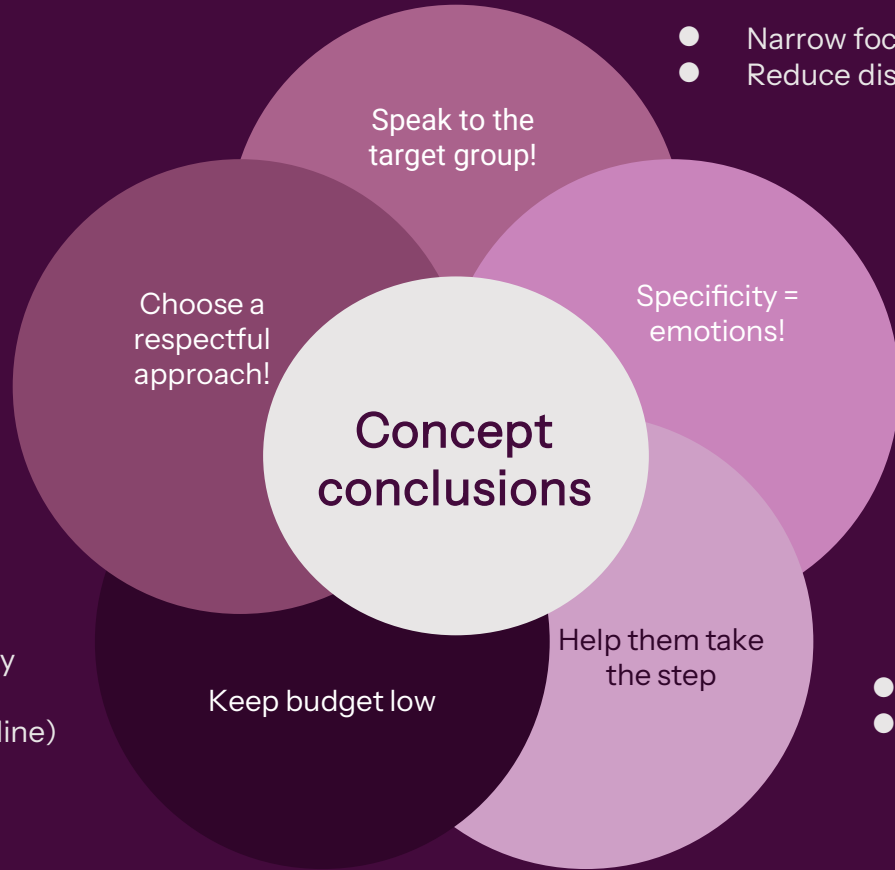 Narrow foc
Reduce dis
Speak to the
target group!
Choose a
respectful
approach!
Specificity =
emotions!
Concept
conclusions
Help them take
the step
Keep budget low
y
line)